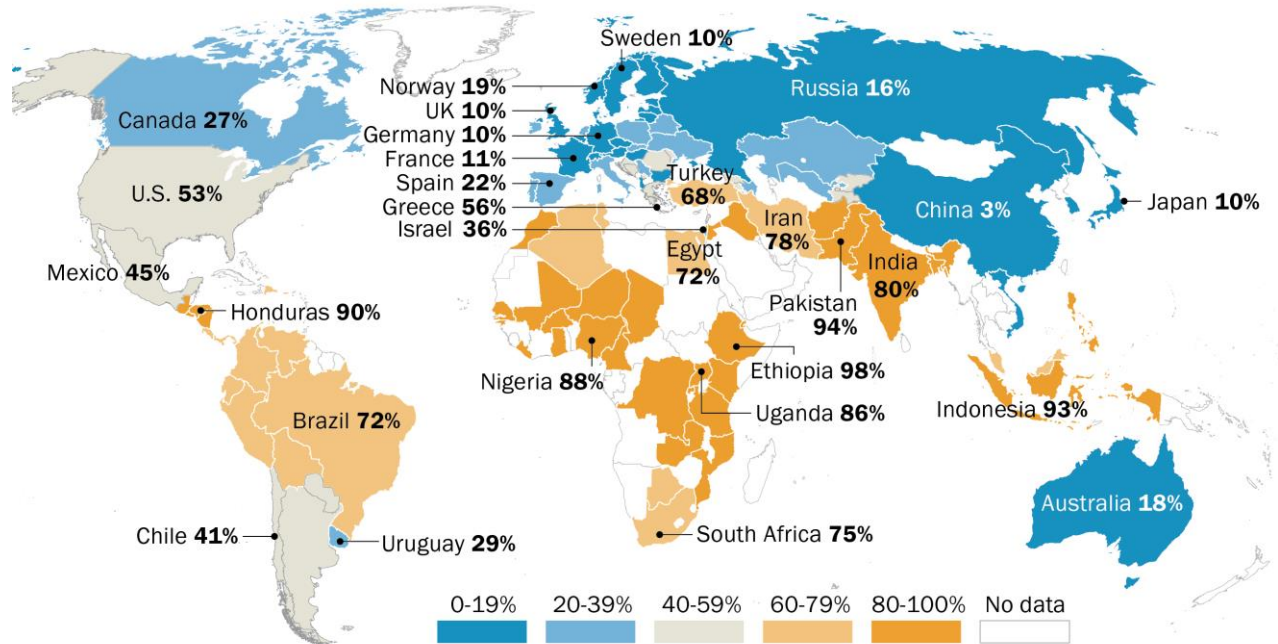 Sweden 10%
Norway 19%
Russia 16%
UK 10%
Canada 27%
Germany 10%
France 11%
Turkey
68%
Spain 22%
U.S. 53%
Greece 56%
Iran
78%
China 3%
Japan 10%
Israel 36%
Egypt
72%
India
80%
Mexico 45%
Pakistan
94%
Honduras 90%
Ethiopia 98%
Nigeria 88%
Uganda 86%
Indonesia 93%
Brazil 72%
Australia 18%
Chile 41%
Uruguay 29%
South Africa 75%
0-19% 20-39% 40-59% 60-79% 80-100% No data